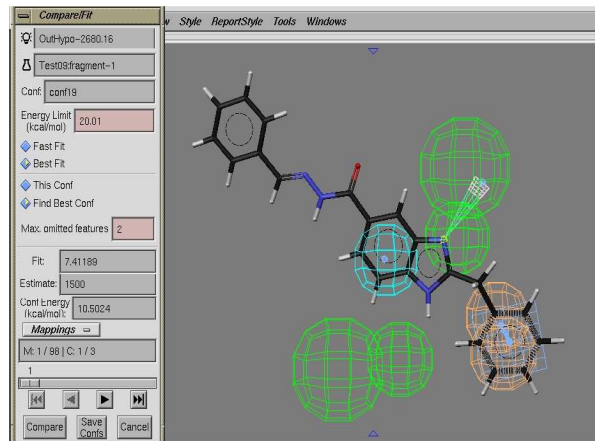 Compare/Fit
Style ReportStyle Tools Windows
OutHypo-2680.16
Test09:fragment-1
Conf: conf19
Energy Limit
(kcal/mol)
20.01
Fast Fit
Best Fit
This Conf
Find Best Conf
Max. omitted features 2
Fit: 7.41189
Estimate: 1500
Conf Energy
(kcal/mol):
10.5024
Mappings
M: 1 / 98 | C: 1 / 3
1
Compare
Save
Confs
Cancel